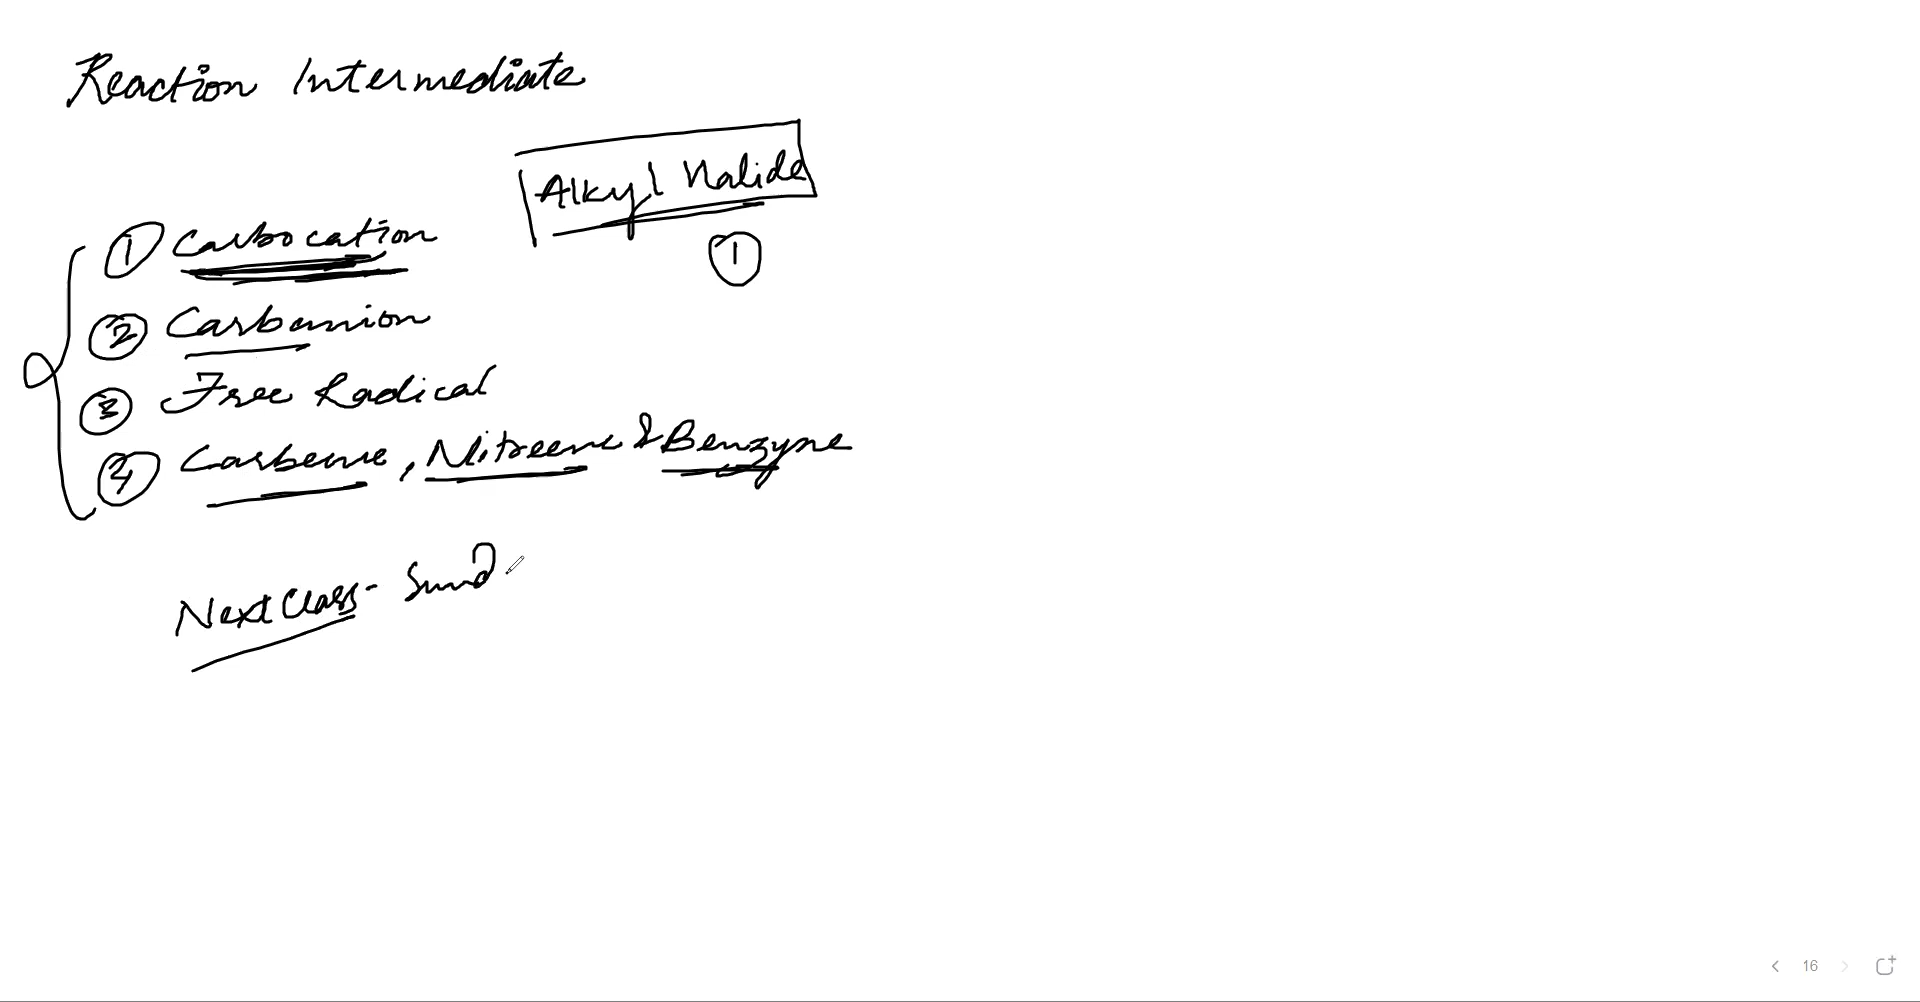 Reaction Intermediate
Alkyl Halide
① Carbocation
①
② Carbanion
③ Free Radical
④ Carbene, Nitreene & Benzyne
Next Class - Sund
16